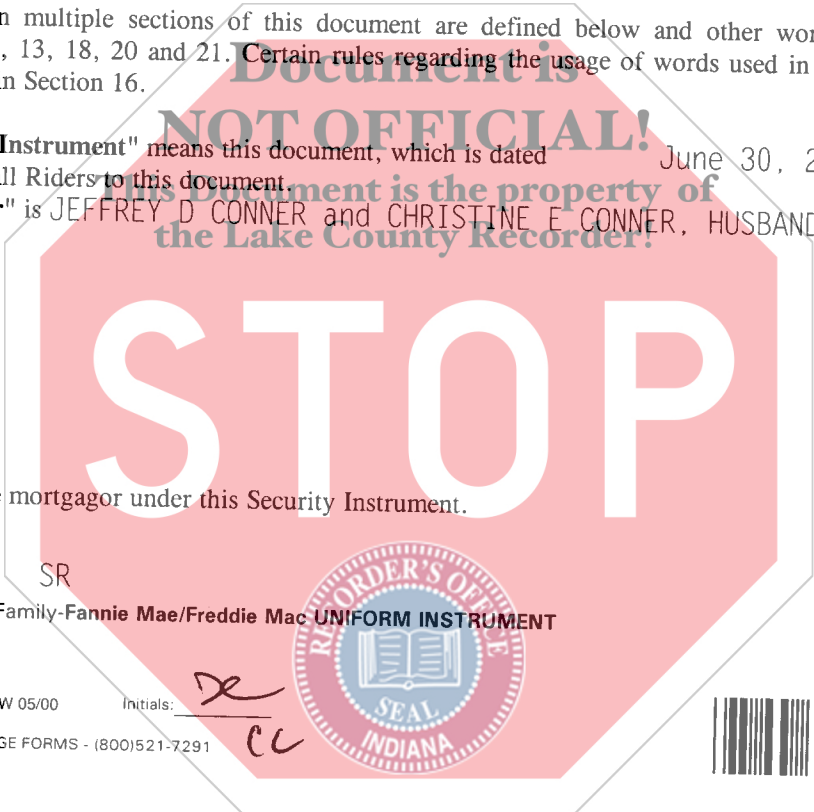 n multiple sections of this document are defined below and other wor
, 13, 18, 20 and 21. Certain rules regarding the usage of words used in
n Section 16.
Document is
NOT OFFICIAL!
This Document is the property of
the Lake County Recorder!
Instrument" means this document, which is dated June 30, 2
ll Riders to this document.
" is JEFFREY D CONNER and CHRISTINE E CONNER, HUSBAND
STOP
mortgagor under this Security Instrument.
SR
Family-Fannie Mae/Freddie Mac UNIFORM INSTRUMENT
RECORDER'S OFFICE
SEAL
INDIANA
W 05/00 Initials:
GE FORMS - (800)521-7291 CC